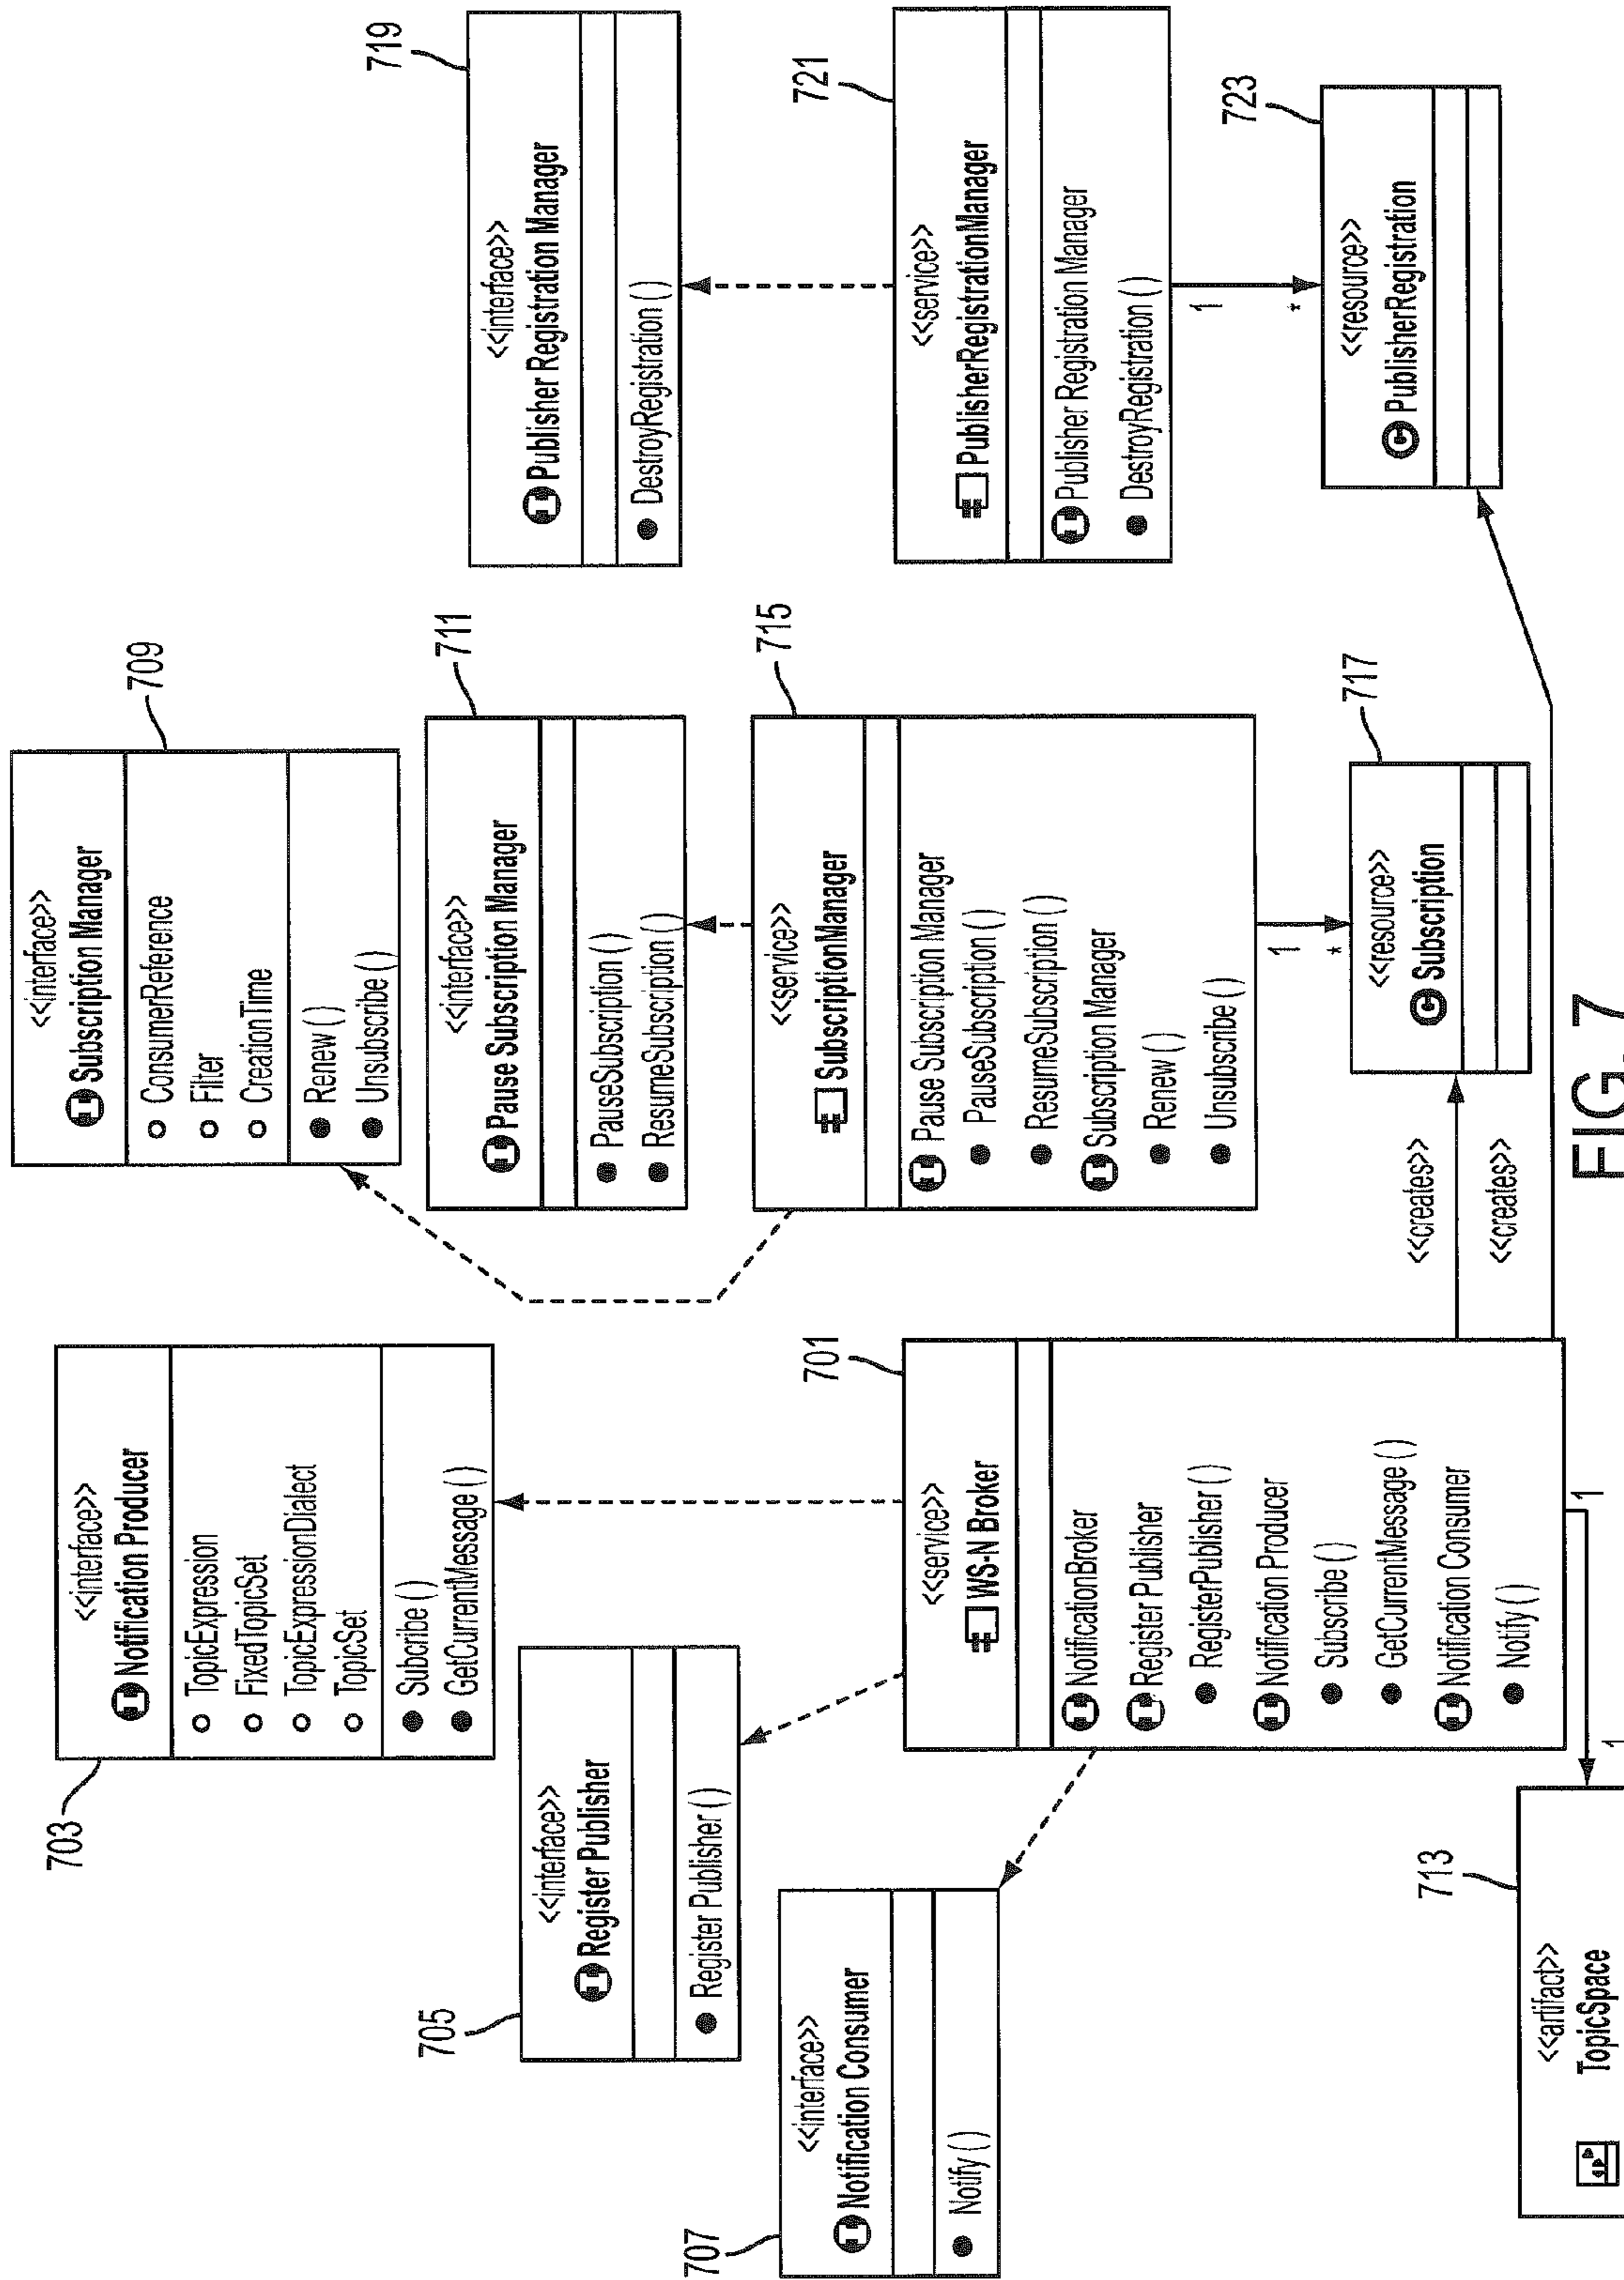 703
<<interface>>
Notification Producer
TopicExpression
FixedTopicSet
TopicExpressionDialect
TopicSet
Subcribe ( )
GetCurrentMessage ( )
705
<<interface>>
Register Publisher
Register Publisher ( )
707
<<interface>>
Notification Consumer
Notify ( )
701
<<service>>
WS-N Broker
NotificationBroker
Register Publisher
RegisterPublisher ( )
Notification Producer
Subscribe ( )
GetCurrentMessage ( )
Notification Consumer
Notify ( )
1
1
713
<<artifact>>
TopicSpace
709
<<interface>>
Subscription Manager
ConsumerReference
Filter
CreationTime
Renew ( )
Unsubscribe ( )
711
<<interface>>
Pause Subscription Manager
PauseSubscription ( )
ResumeSubscription ( )
715
<<service>>
SubscriptionManager
Pause Subscription Manager
PauseSubscription ( )
ResumeSubscription ( )
Subscription Manager
Renew ( )
Unsubscribe ( )
1
*
717
<<resource>>
Subscription
<<creates>>
<<creates>>
719
<<interface>>
Publisher Registration Manager
DestroyRegistration ( )
721
<<service>>
PublisherRegistrationManager
Publisher Registration Manager
DestroyRegistration ( )
1
*
723
<<resource>>
PublisherRegistration
FIG. 7